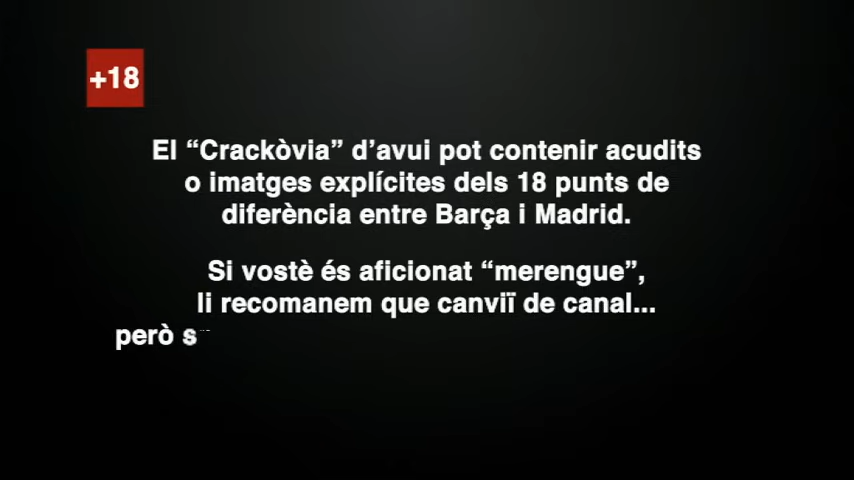 +18
El “Crackòvia” d’avui pot contenir acudits
o imatges explícites dels 18 punts de
diferència entre Barça i Madrid.
Si vostè és aficionat “merengue”,
li recomanem que canviï de canal...
però